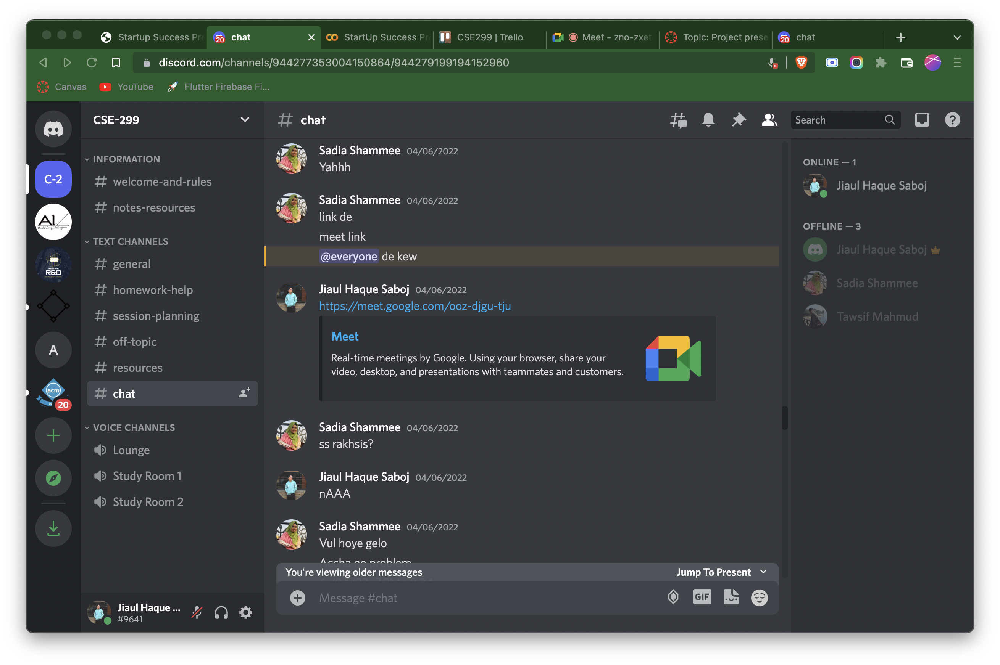 Startup Success Pre
20
chat
StartUp Success Pr
CSE299 | Trello
Meet - zno-zxet
Topic: Project prese
20
chat
discord.com/channels/944277353004150864/944279199194152960
Canvas
YouTube
Flutter Firebase Fi...
CSE-299
chat
Search
C-2
AI
Accelerating Intelligence
R&D
A
acm
20
INFORMATION
welcome-and-rules
notes-resources
TEXT CHANNELS
general
homework-help
session-planning
off-topic
resources
chat
VOICE CHANNELS
Lounge
Study Room 1
Study Room 2
Jiaul Haque ...
#9641
Sadia Shammee 04/06/2022
Yahhh
Sadia Shammee 04/06/2022
link de
meet link
@everyone de kew
Jiaul Haque Saboj 04/06/2022
https://meet.google.com/ooz-djgu-tju
Meet
Real-time meetings by Google. Using your browser, share your
video, desktop, and presentations with teammates and customers.
Sadia Shammee 04/06/2022
ss rakhsis?
Jiaul Haque Saboj 04/06/2022
nAAA
Sadia Shammee 04/06/2022
Vul hoye gelo
Accha no problem
You're viewing older messages
Jump To Present
Message #chat
GIF
ONLINE — 1
Jiaul Haque Saboj
OFFLINE — 3
Jiaul Haque Saboj
Sadia Shammee
Tawsif Mahmud